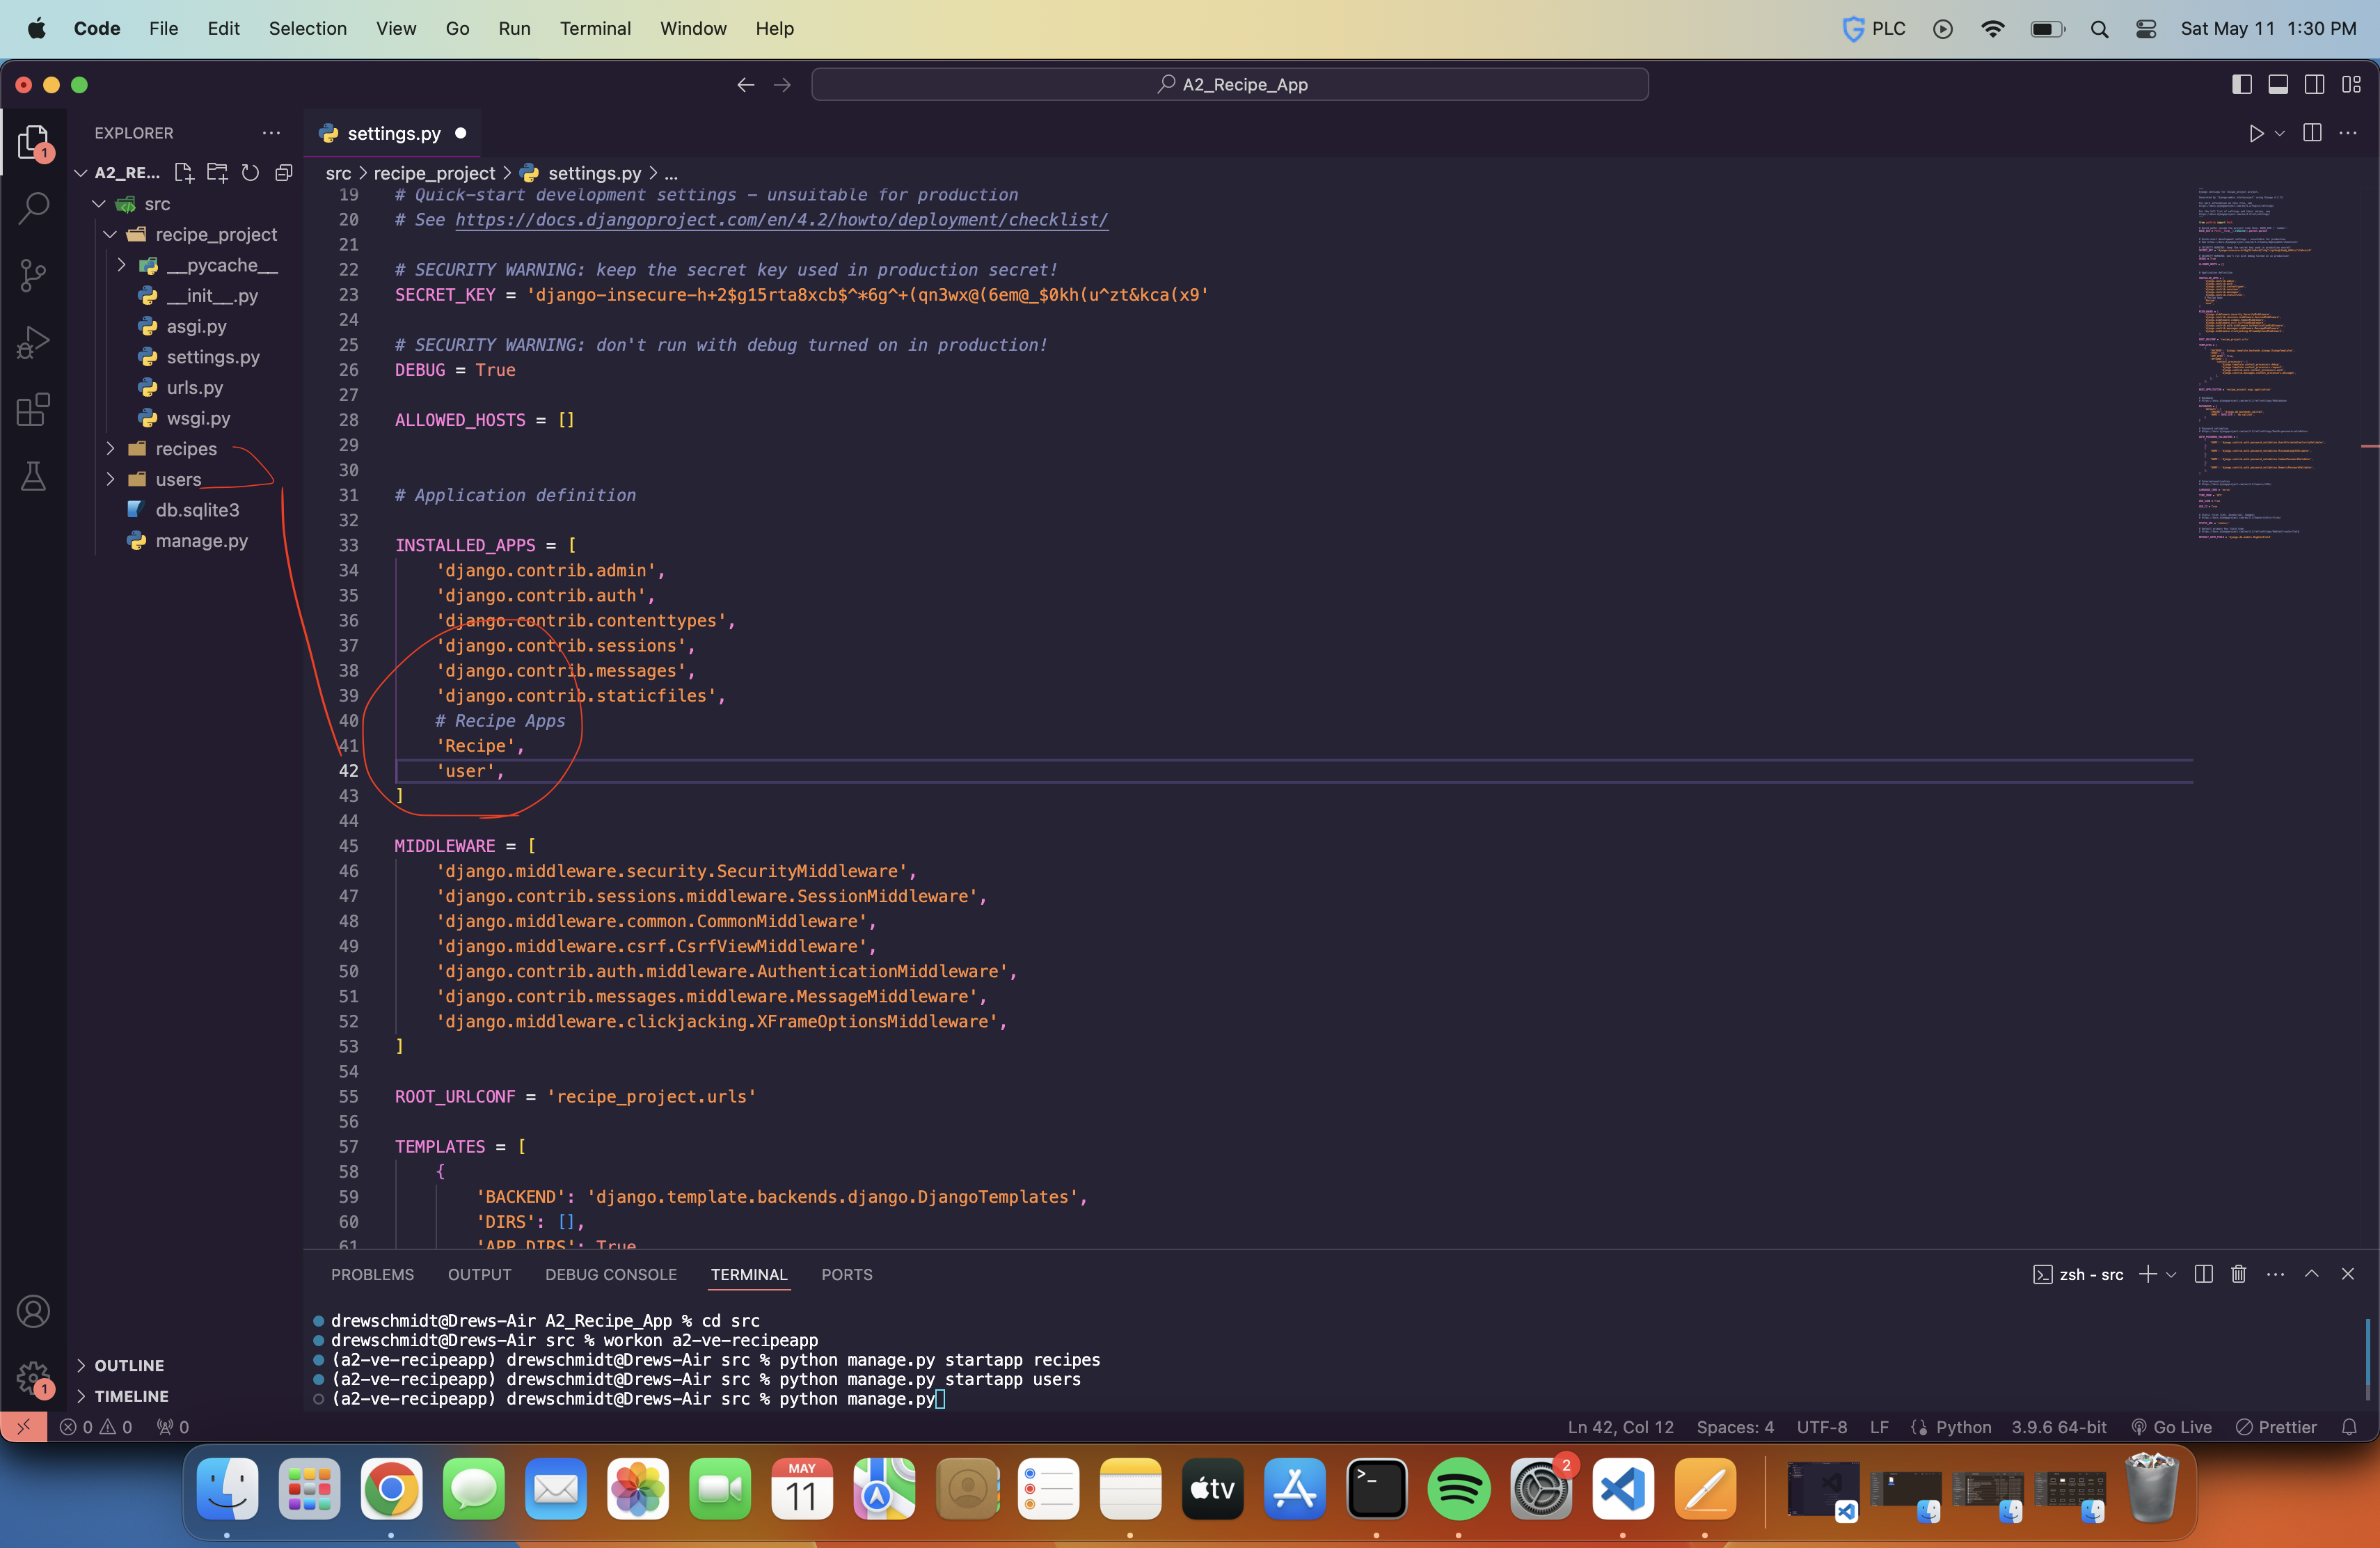 Code File Edit Selection View Go Run Terminal Window Help PLC Sat May 11 1:30 PM
A2_Recipe_App
EXPLORER
settings.py
A2_RE...
src > recipe_project > settings.py > ...
src
recipe_project
__pycache__
__init__.py
asgi.py
settings.py
urls.py
wsgi.py
recipes
users
db.sqlite3
manage.py
19 # Quick-start development settings - unsuitable for production
20 # See https://docs.djangoproject.com/en/4.2/howto/deployment/checklist/
21
22 # SECURITY WARNING: keep the secret key used in production secret!
23 SECRET_KEY = 'django-insecure-h+2$g15rta8xcb$^*6g^+(qn3wx@(6em@_$0kh(u^zt&kca(x9'
24
25 # SECURITY WARNING: don't run with debug turned on in production!
26 DEBUG = True
27
28 ALLOWED_HOSTS = []
29
30
31 # Application definition
32
33 INSTALLED_APPS = [
34 'django.contrib.admin',
35 'django.contrib.auth',
36 'django.contrib.contenttypes',
37 'django.contrib.sessions',
38 'django.contrib.messages',
39 'django.contrib.staticfiles',
40 # Recipe Apps
41 'Recipe',
42 'user',
43 ]
44
45 MIDDLEWARE = [
46 'django.middleware.security.SecurityMiddleware',
47 'django.contrib.sessions.middleware.SessionMiddleware',
48 'django.middleware.common.CommonMiddleware',
49 'django.middleware.csrf.CsrfViewMiddleware',
50 'django.contrib.auth.middleware.AuthenticationMiddleware',
51 'django.contrib.messages.middleware.MessageMiddleware',
52 'django.middleware.clickjacking.XFrameOptionsMiddleware',
53 ]
54
55 ROOT_URLCONF = 'recipe_project.urls'
56
57 TEMPLATES = [
58 {
59 'BACKEND': 'django.template.backends.django.DjangoTemplates',
60 'DIRS': [],
61 'APP_DIRS': True
PROBLEMS OUTPUT DEBUG CONSOLE TERMINAL PORTS zsh - src
drewschmidt@Drews-Air A2_Recipe_App % cd src
drewschmidt@Drews-Air src % workon a2-ve-recipeapp
(a2-ve-recipeapp) drewschmidt@Drews-Air src % python manage.py startapp recipes
(a2-ve-recipeapp) drewschmidt@Drews-Air src % python manage.py startapp users
(a2-ve-recipeapp) drewschmidt@Drews-Air src % python manage.py
OUTLINE
TIMELINE
1
1
0 0 0 Ln 42, Col 12 Spaces: 4 UTF-8 LF Python 3.9.6 64-bit Go Live Prettier
MAY
11
tv
2